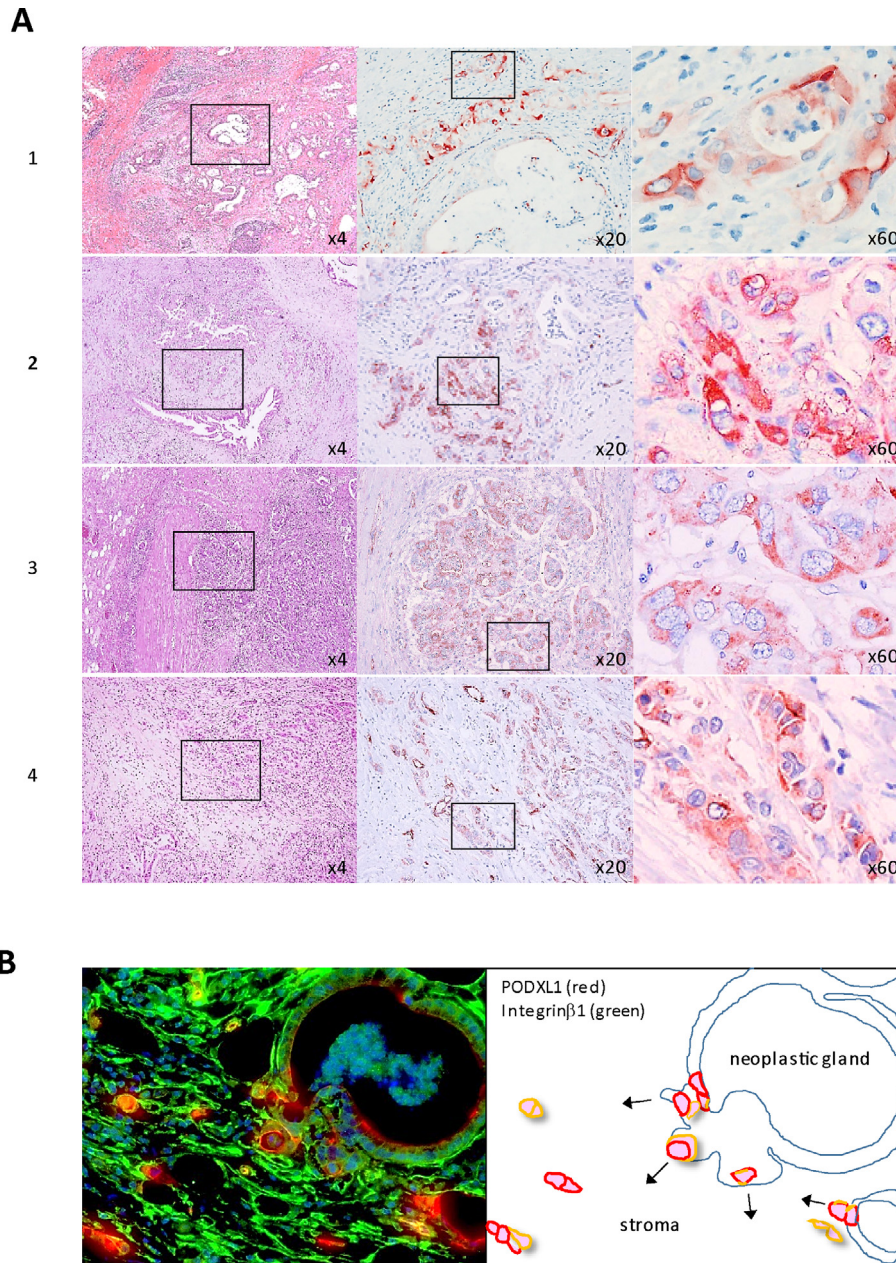 A
1
x4
x20
x60
2
x4
x20
x60
3
x4
x20
x60
4
x4
x20
x60
B
PODXL1 (red)
Integrinβ1 (green)
neoplastic gland
stroma